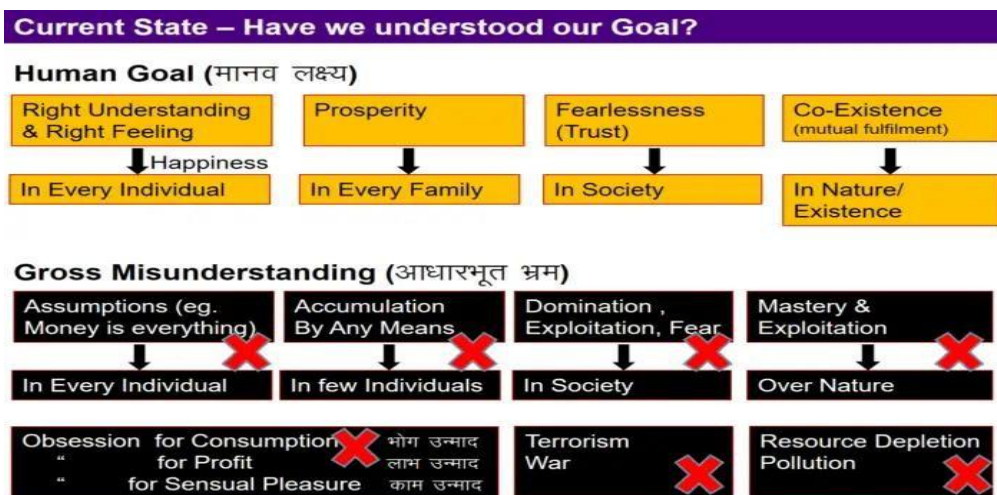 Current State – Have we understood our Goal?
Human Goal (मानव लक्ष्य)
Right Understanding
& Right Feeling
Prosperity
Fearlessness
(Trust)
Co-Existence
(mutual fulfilment)
Happiness
In Every Individual
In Every Family
In Society
In Nature/
Existence
Gross Misunderstanding (आधारभूत भ्रम)
Assumptions (eg.
Money is everything)
Accumulation
By Any Means
Domination ,
Exploitation, Fear
Mastery &
Exploitation
In Every Individual
In few Individuals
In Society
Over Nature
Obsession for Consumption भोग उन्माद
“ for Profit लाभ उन्माद
“ for Sensual Pleasure काम उन्माद
Terrorism
War
Resource Depletion
Pollution